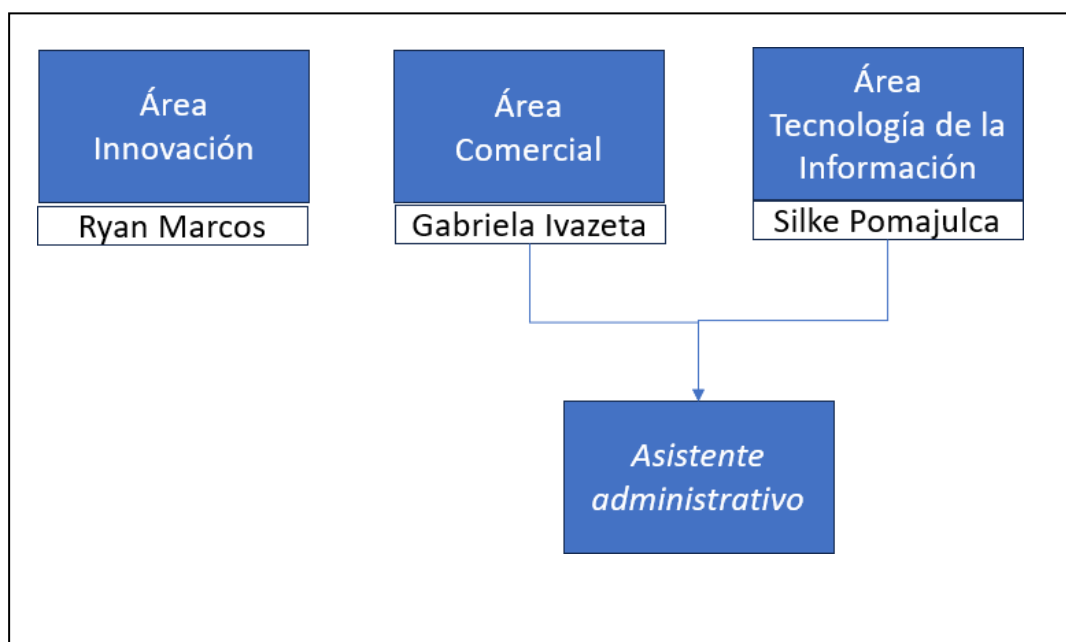 Área
Innovación
Ryan Marcos
Área
Comercial
Gabriela Ivazeta
Área
Tecnología de la
Información
Silke Pomajulca
Asistente
administrativo